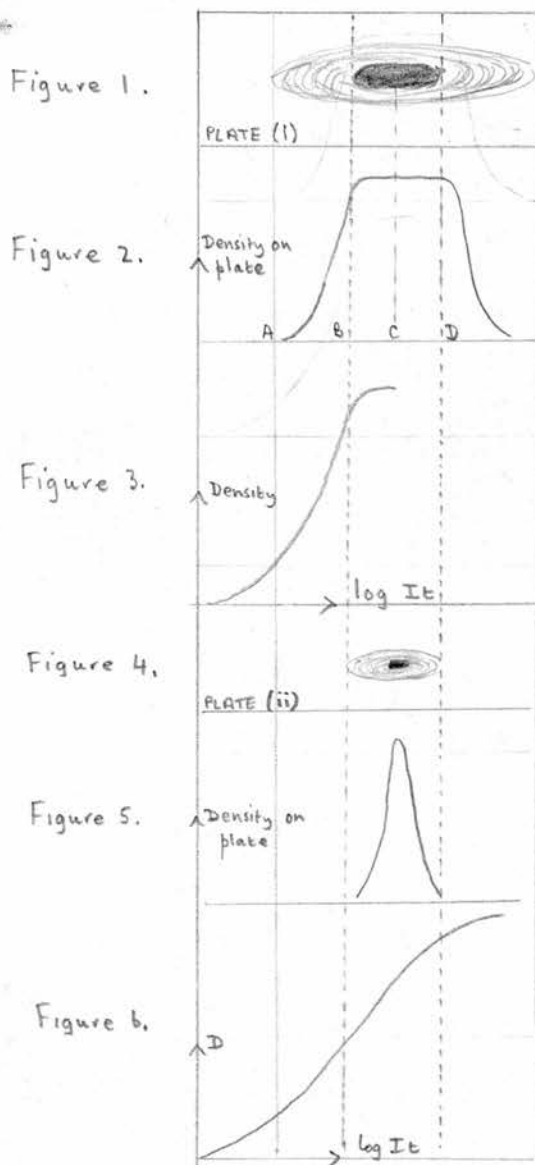 Figure 1.
PLATE (i)
Figure 2.
Density on
plate
A B C D
Figure 3.
Density
log It
Figure 4.
PLATE (ii)
Figure 5.
Density on
plate
Figure 6.
D
log It